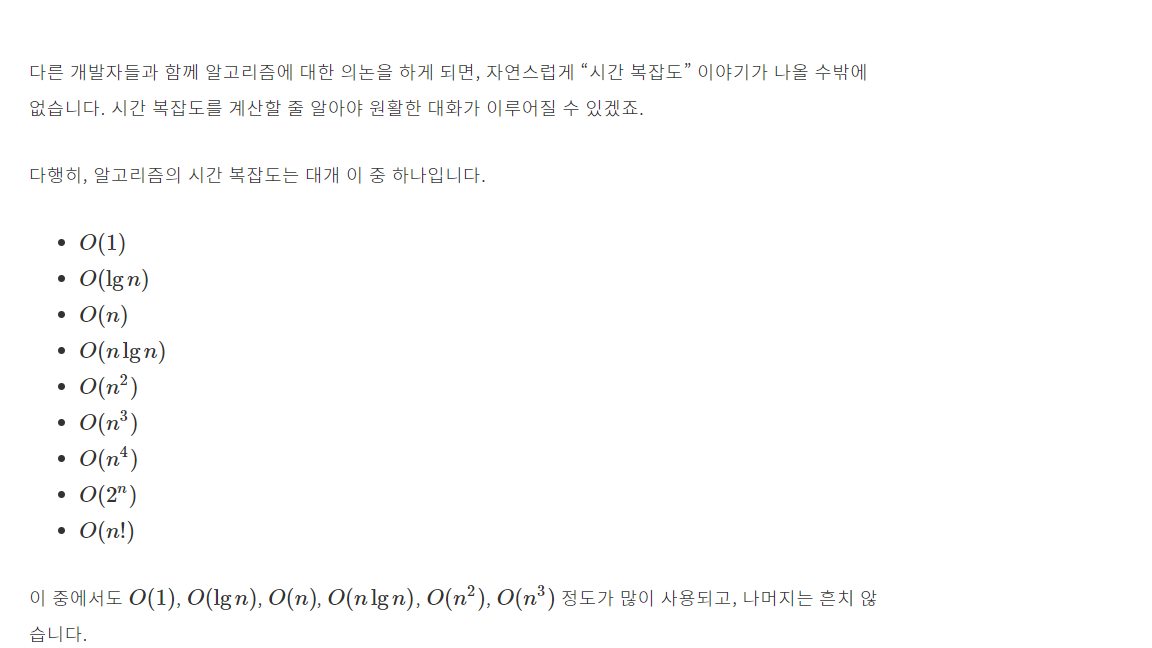 다른 개발자들과 함께 알고리즘에 대한 의논을 하게 되면, 자연스럽게 “시간 복잡도” 이야기가 나올 수밖에
없습니다. 시간 복잡도를 계산할 줄 알아야 원활한 대화가 이루어질 수 있겠죠.
다행히, 알고리즘의 시간 복잡도는 대개 이 중 하나입니다.
• O(1)
• O(lg n)
• O(n)
• O(n lg n)
• O(n²)
• O(n³)
• O(n⁴)
• O(2ⁿ)
• O(n!)
이 중에서도 O(1), O(lg n), O(n), O(n lg n), O(n²), O(n³) 정도가 많이 사용되고, 나머지는 흔치 않
습니다.